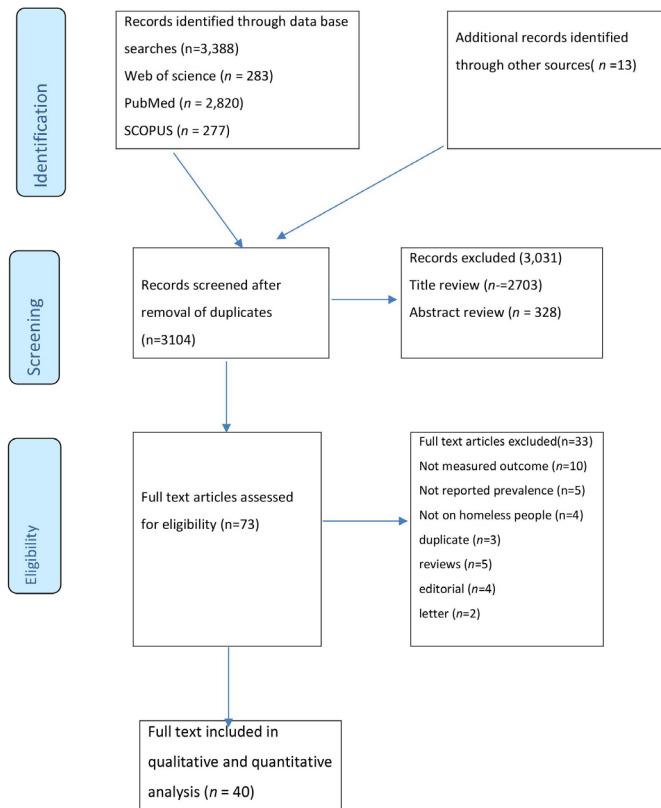 Identification
Records identified through data base
searches (n=3,388)
Web of science (n = 283)
PubMed (n = 2,820)
SCOPUS (n = 277)
Additional records identified
through other sources( n =13)
Screening
Records screened after
removal of duplicates
(n=3104)
Records excluded (3,031)
Title review (n-=2703)
Abstract review (n = 328)
Eligibility
Full text articles assessed
for eligibility (n=73)
Full text articles excluded(n=33)
Not measured outcome (n=10)
Not reported prevalence (n=5)
Not on homeless people (n=4)
duplicate (n=3)
reviews (n=5)
editorial (n=4)
letter (n=2)
Full text included in
qualitative and quantitative
analysis (n = 40)